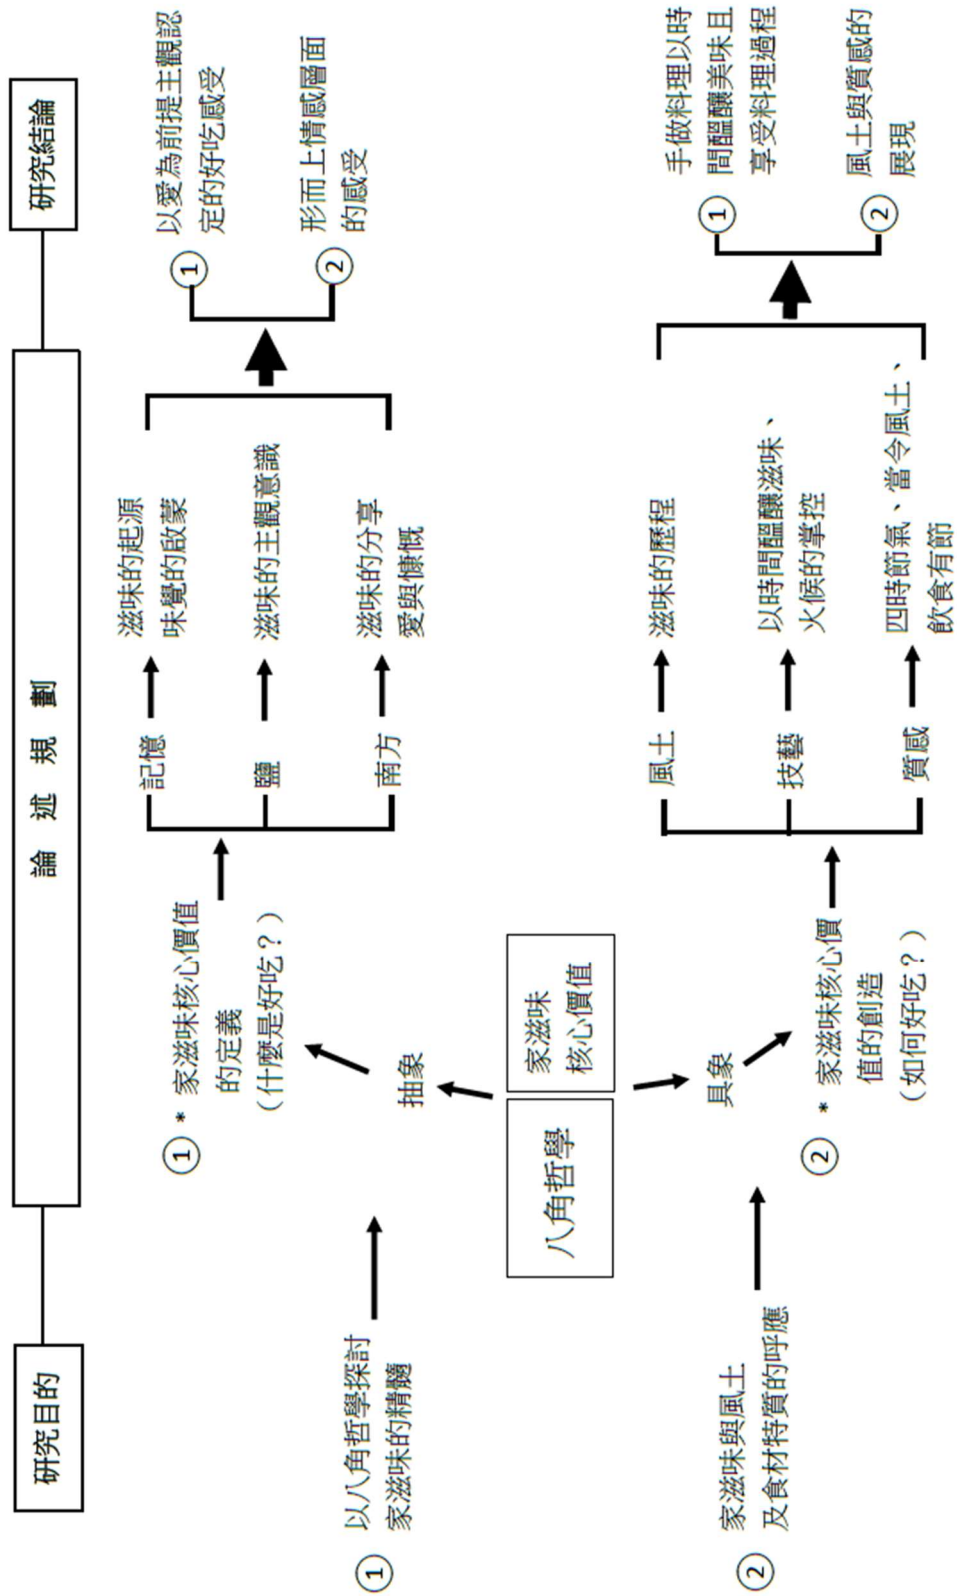 研究目的
論述規劃
研究結論
①
以八角哲學探討
家滋味的精髓
②
家滋味與風土
及食材特質的呼應
八角哲學
家滋味
核心價值
抽象
具象
① * 家滋味核心價值
的定義
（什麼是好吃？）
記憶
滋味的起源
味覺的啟蒙
鹽
滋味的主觀意識
南方
滋味的分享
愛與慷慨
①
以愛為前提主觀認
定的好吃感受
②
形而上情感層面
的感受
② * 家滋味核心價
值的創造
（如何好吃？）
風土
滋味的歷程
技藝
以時間醞釀滋味、
火候的掌控
質感
四時節氣、當令風土、
飲食有節
①
手做料理以時
間醞釀美味且
享受料理過程
②
風土與質感的
展現